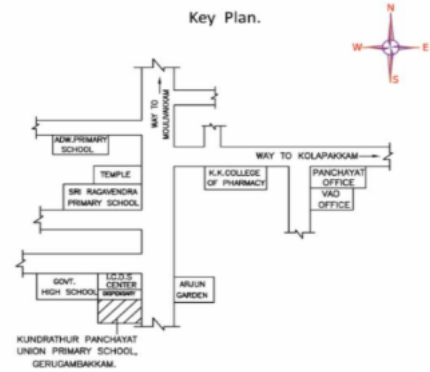 Key Plan.
N
W
E
S
WAY TO
MOULIVAKKAM
ADW.PRIMARY
SCHOOL
WAY TO KOLAPAKKAM
TEMPLE
K.K.COLLEGE
OF PHARMACY
PANCHAYAT
OFFICE
SRI RAGAVENDRA
PRIMARY SCHOOL
VAO
OFFICE
GOVT.
HIGH SCHOOL
I.C.D.S
CENTER
DISPENSARY
ARJUN
GARDEN
KUNDRATHUR PANCHAYAT
UNION PRIMARY SCHOOL,
GERUGAMBAKKAM.